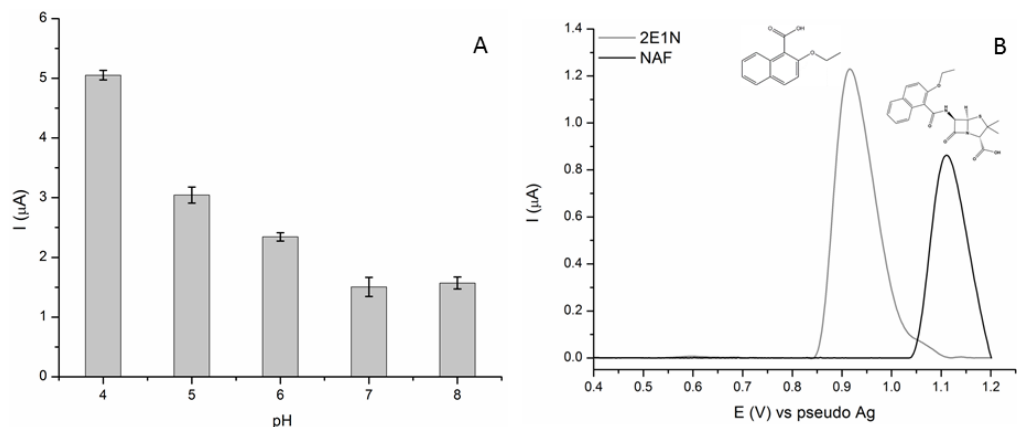 A
I (µA)
6
5
4
3
2
1
0
4 5 6 7 8
pH
B
2E1N
NAF
I (µA)
1.4
1.2
1.0
0.8
0.6
0.4
0.2
0.0
0.4 0.5 0.6 0.7 0.8 0.9 1.0 1.1 1.2
E (V) vs pseudo Ag
O OH
O
O
H
N
H
S
O
O
N
O
OH